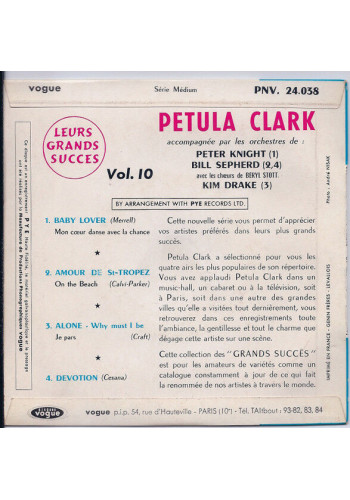 vogue
Série Médium
PNV. 24.038
LEURS
GRANDS
SUCCES
Vol. 10
PETULA CLARK
accompagnée par les orchestres de :
PETER KNIGHT (1)
BILL SEPHERD (2,4)
avec les chœurs de BERYL STOTT.
KIM DRAKE (3)
BY ARRANGEMENT WITH PYE RECORDS LTD.
1. BABY LOVER (Merrell)
Mon cœur danse avec la chance
★
2. AMOUR DE St-TROPEZ
On the Beach (Calvi-Parker)
★
3. ALONE - Why must I be
Je pars (Craft)
★
4. DEVOTION (Cesana)
Cette nouvelle série vous permet d'apprécier
vos artistes préférés dans leurs plus grands
succès.
Petula Clark a sélectionné pour vous les
quatre airs les plus populaires de son répertoire.
Vous avez applaudi Petula Clark dans un
music-hall, un cabaret ou à la télévision, soit
à Paris, soit dans une autre des grandes
villes qu'elle a visitées tout dernièrement, vous
retrouverez dans ces enregistrements toute
l'ambiance, la gentillesse et tout le charme que
dégage cette artiste sur une scène.
Cette collection des "GRANDS SUCCÈS"
est pour les amateurs de variétés comme un
catalogue constamment à jour de ce qui fait
la renommée de nos artistes à travers le monde.
Photo : André NISAK
IMPRIMÉ EN FRANCE - GERIN FRÈRES - LEVALLOIS
DISQUES
vogue
vogue p.i.p. 54, rue d'Hauteville - PARIS (10e) - Tél. TAItbout : 93-82, 83, 84